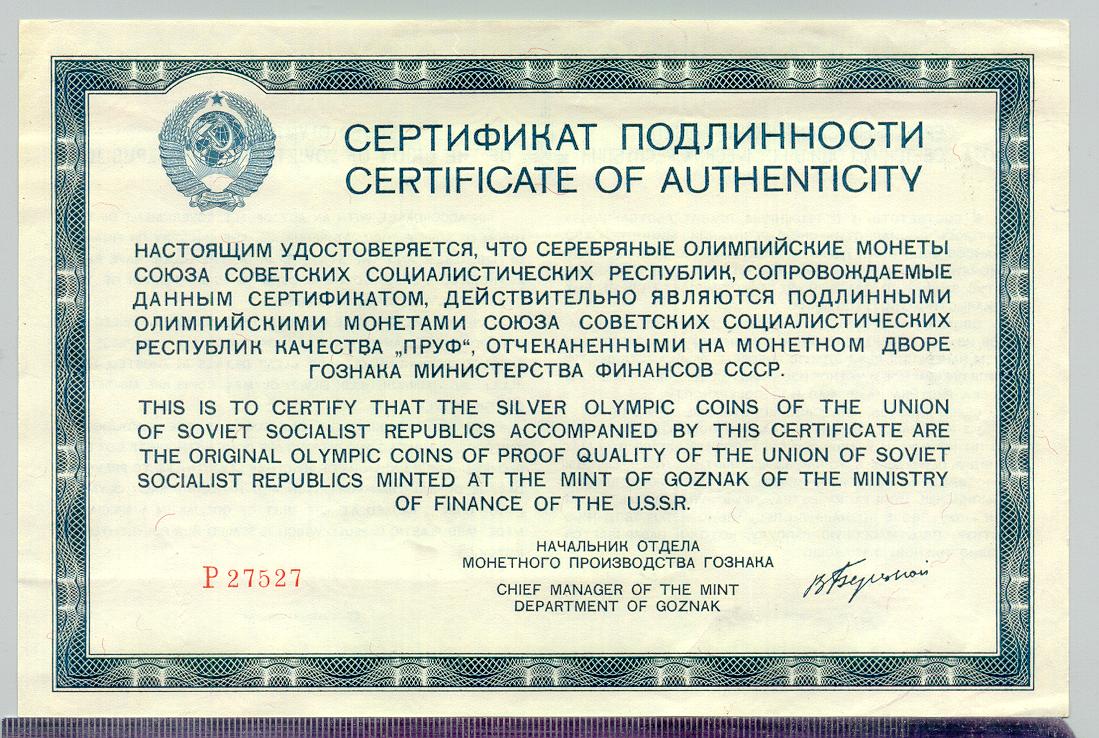 СЕРТИФИКАТ ПОДЛИННОСТИ
CERTIFICATE OF AUTHENTICITY
НАСТОЯЩИМ УДОСТОВЕРЯЕТСЯ, ЧТО СЕРЕБРЯНЫЕ ОЛИМПИЙСКИЕ МОНЕТЫ
СОЮЗА СОВЕТСКИХ СОЦИАЛИСТИЧЕСКИХ РЕСПУБЛИК, СОПРОВОЖДАЕМЫЕ
ДАННЫМ СЕРТИФИКАТОМ, ДЕЙСТВИТЕЛЬНО ЯВЛЯЮТСЯ ПОДЛИННЫМИ
ОЛИМПИЙСКИМИ МОНЕТАМИ СОЮЗА СОВЕТСКИХ СОЦИАЛИСТИЧЕСКИХ
РЕСПУБЛИК КАЧЕСТВА „ПРУФ“, ОТЧЕКАНЕННЫМИ НА МОНЕТНОМ ДВОРЕ
ГОЗНАКА МИНИСТЕРСТВА ФИНАНСОВ СССР.
THIS IS TO CERTIFY THAT THE SILVER OLYMPIC COINS OF THE UNION
OF SOVIET SOCIALIST REPUBLICS ACCOMPANIED BY THIS CERTIFICATE ARE
THE ORIGINAL OLYMPIC COINS OF PROOF QUALITY OF THE UNION OF SOVIET
SOCIALIST REPUBLICS MINTED AT THE MINT OF GOZNAK OF THE MINISTRY
OF FINANCE OF THE U.S.S.R.
НАЧАЛЬНИК ОТДЕЛА
МОНЕТНОГО ПРОИЗВОДСТВА ГОЗНАКА
P 27527
CHIEF MANAGER OF THE MINT
DEPARTMENT OF GOZNAK